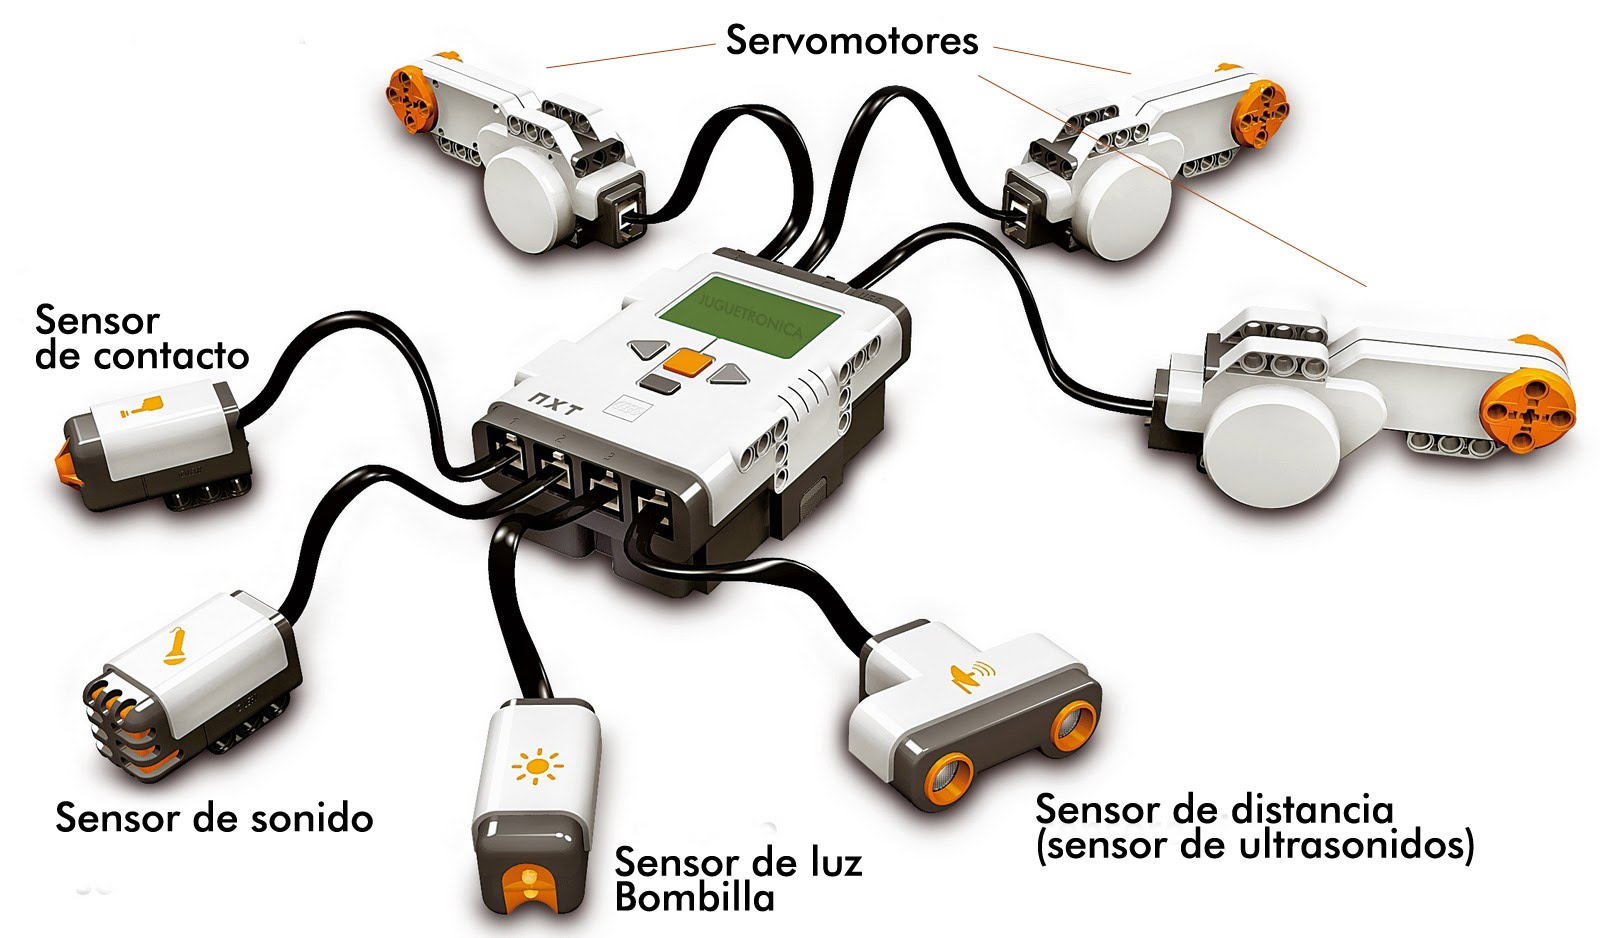 Servomotores
Sensor
de contacto
JUGUETRONICA
NXT
1
2
3
Sensor de sonido
Sensor de luz
Bombilla
Sensor de distancia
(sensor de ultrasonidos)